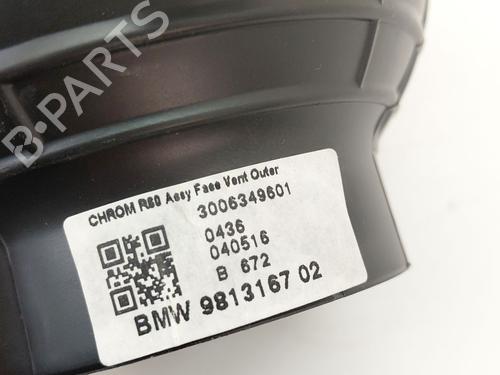 B-PARTS
CHROM R60 Assy Face Vent Outer
3006349601
0436
040516
B 672
BMW 9813167 02